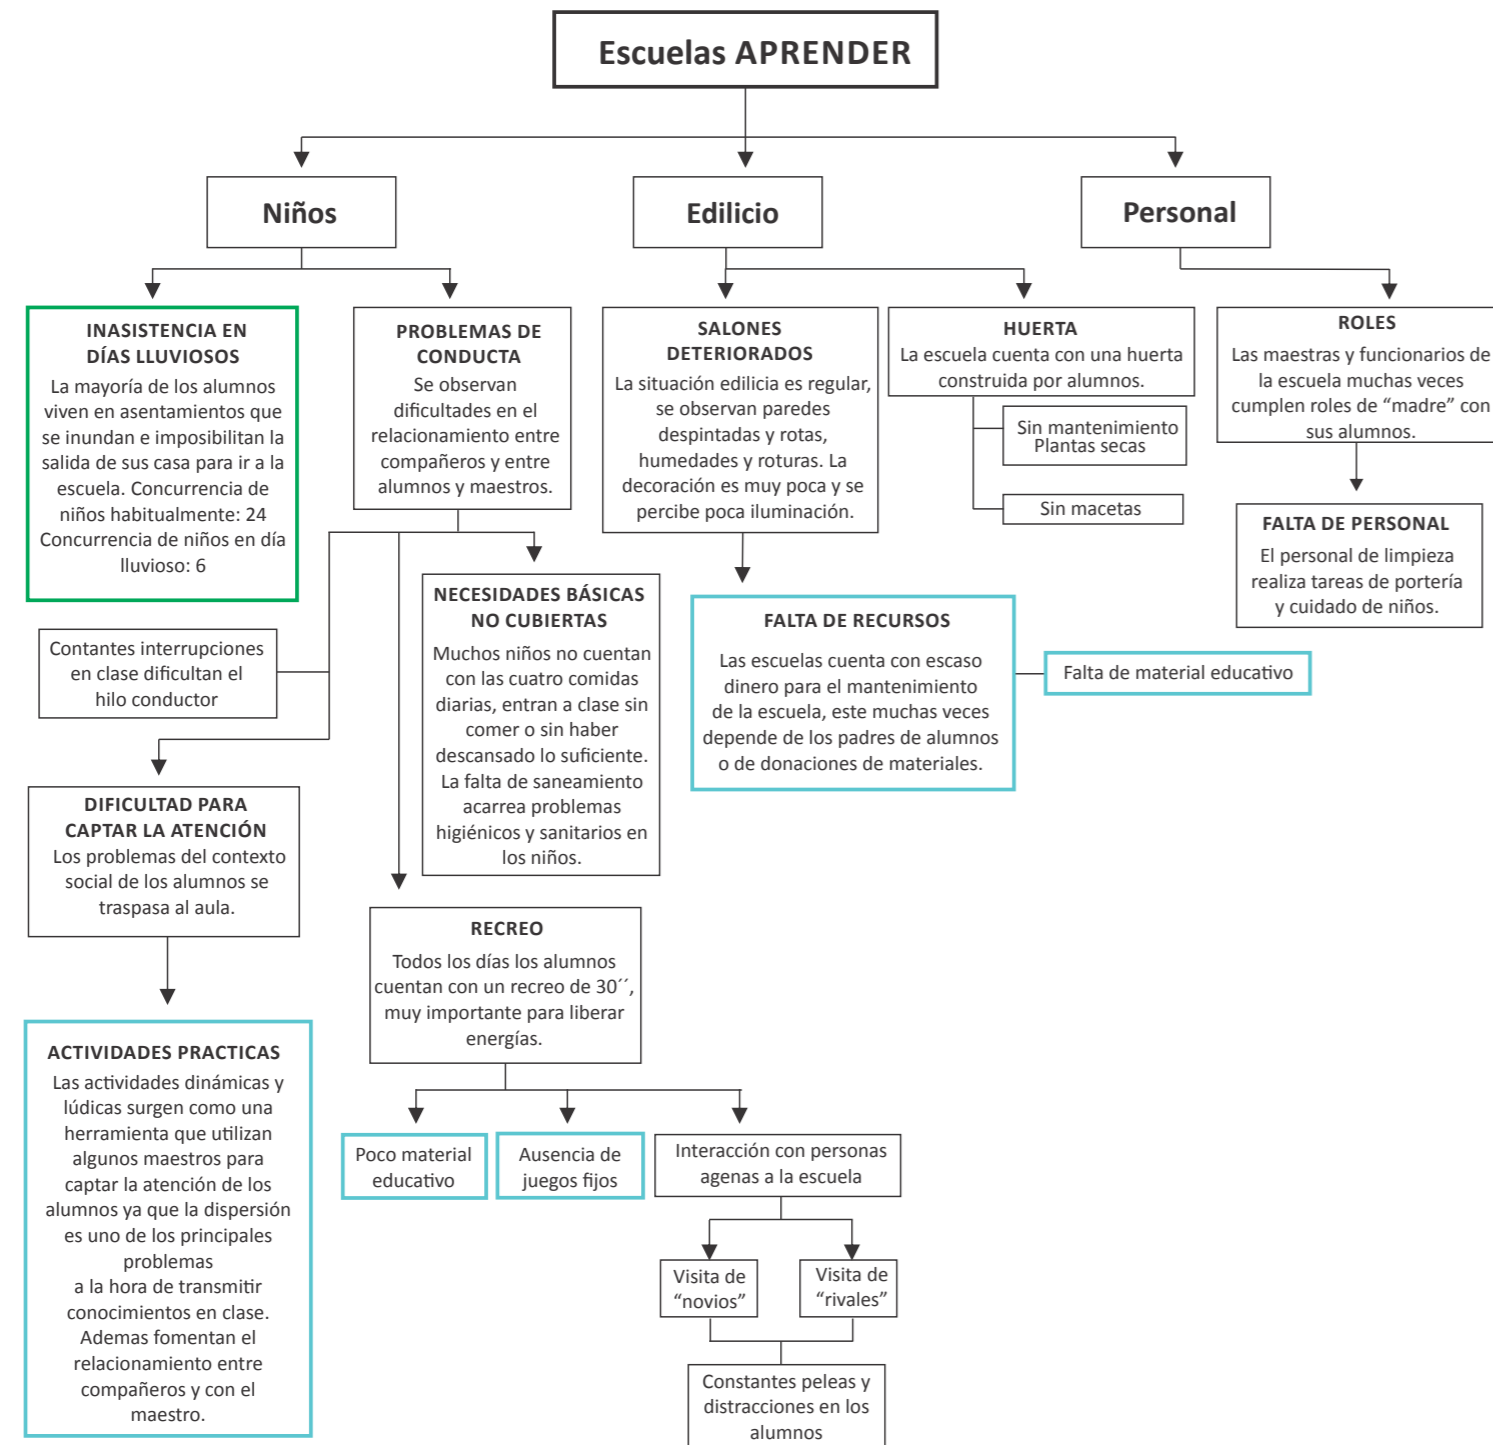 Escuelas APRENDER
Niños
Edilicio
Personal
INASISTENCIA EN
DÍAS LLUVIOSOS
La mayoría de los alumnos
viven en asentamientos que
se inundan e imposibilitan la
salida de sus casa para ir a la
escuela. Concurrencia de
niños habitualmente: 24
Concurrencia de niños en día
lluvioso: 6
PROBLEMAS DE
CONDUCTA
Se observan
dificultades en el
relacionamiento entre
compañeros y entre
alumnos y maestros.
SALONES
DETERIORADOS
La situación edilicia es regular,
se observan paredes
despintadas y rotas,
humedades y roturas. La
decoración es muy poca y se
percibe poca iluminación.
HUERTA
La escuela cuenta con una huerta
construida por alumnos.
Sin mantenimiento
Plantas secas
Sin macetas
ROLES
Las maestras y funcionarios de
la escuela muchas veces
cumplen roles de “madre” con
sus alumnos.
FALTA DE PERSONAL
El personal de limpieza
realiza tareas de portería
y cuidado de niños.
Contantes interrupciones
en clase dificultan el
hilo conductor
NECESIDADES BÁSICAS
NO CUBIERTAS
Muchos niños no cuentan
con las cuatro comidas
diarias, entran a clase sin
comer o sin haber
descansado lo suficiente.
La falta de saneamiento
acarrea problemas
higiénicos y sanitarios en
los niños.
FALTA DE RECURSOS
Las escuelas cuenta con escaso
dinero para el mantenimiento
de la escuela, este muchas veces
depende de los padres de alumnos
o de donaciones de materiales.
Falta de material educativo
DIFICULTAD PARA
CAPTAR LA ATENCIÓN
Los problemas del contexto
social de los alumnos se
traspasa al aula.
RECREO
Todos los días los alumnos
cuentan con un recreo de 30´´,
muy importante para liberar
energías.
ACTIVIDADES PRACTICAS
Las actividades dinámicas y
lúdicas surgen como una
herramienta que utilizan
algunos maestros para
captar la atención de los
alumnos ya que la dispersión
es uno de los principales
problemas
a la hora de transmitir
conocimientos en clase.
Ademas fomentan el
relacionamiento entre
compañeros y con el
maestro.
Poco material
educativo
Ausencia de
juegos fijos
Interacción con personas
agenas a la escuela
Visita de
“novios”
Visita de
“rivales”
Constantes peleas y
distracciones en los
alumnos